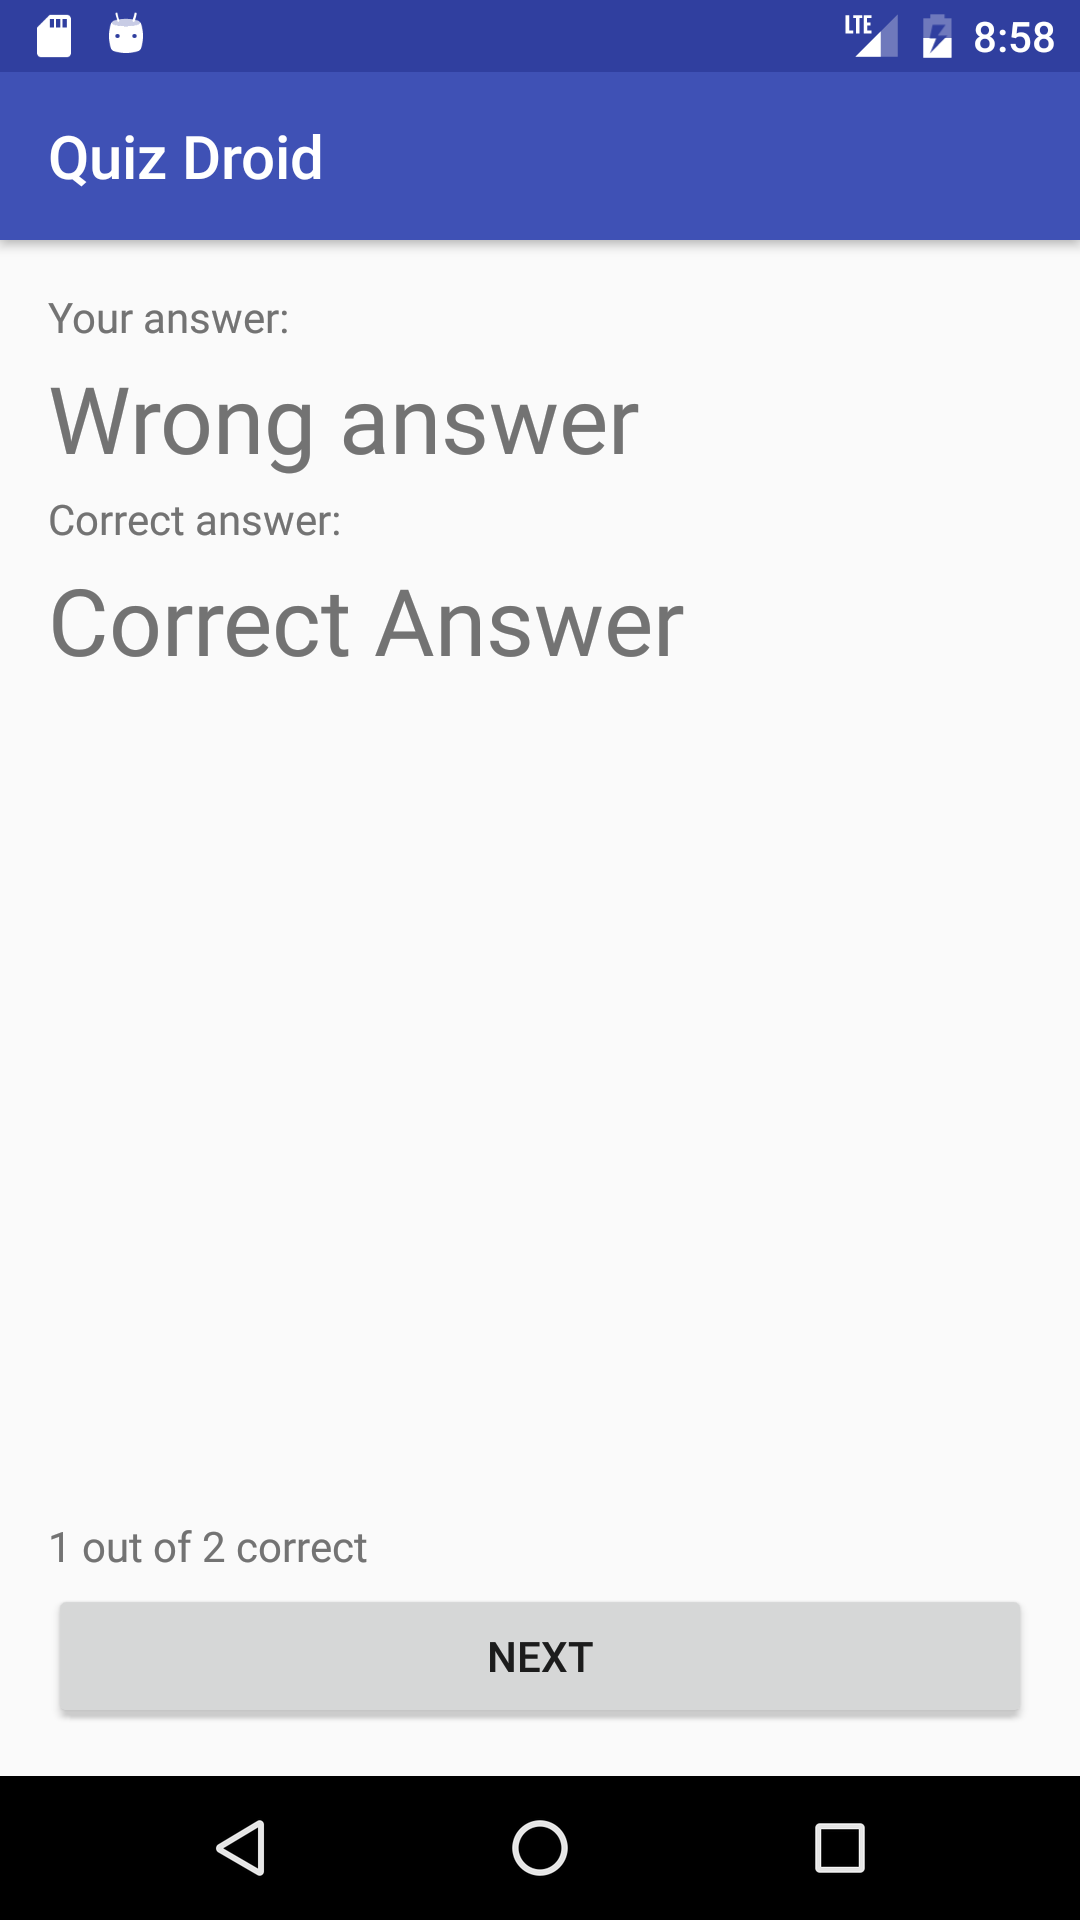 LTE 8:58
Quiz Droid
Your answer:
Wrong answer
Correct answer:
Correct Answer
1 out of 2 correct
NEXT